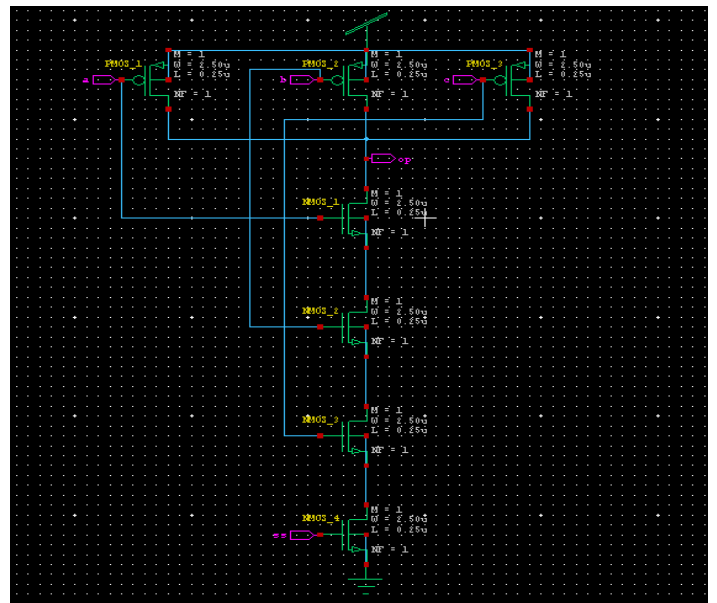 PMOS_1
M = 1
W = 2.50u
L = 0.25u
NF = 1
a
PMOS_2
M = 1
W = 2.50u
L = 0.25u
NF = 1
b
PMOS_3
M = 1
W = 2.50u
L = 0.25u
NF = 1
c
op
NMOS_1
M = 1
W = 2.50u
L = 0.25u
NF = 1
NMOS_2
M = 1
W = 2.50u
L = 0.25u
NF = 1
NMOS_3
M = 1
W = 2.50u
L = 0.25u
NF = 1
NMOS_4
M = 1
W = 2.50u
L = 0.25u
NF = 1